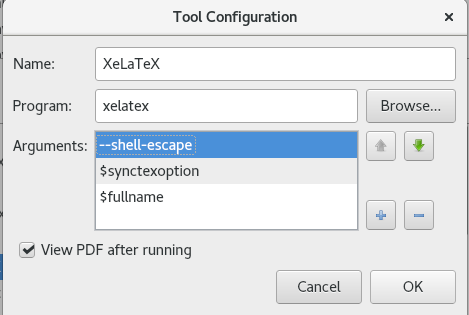 Tool Configuration
Name: XeLaTeX
Program: xelatex Browse...
Arguments: --shell-escape
$synctexoption
$fullname
View PDF after running
Cancel OK